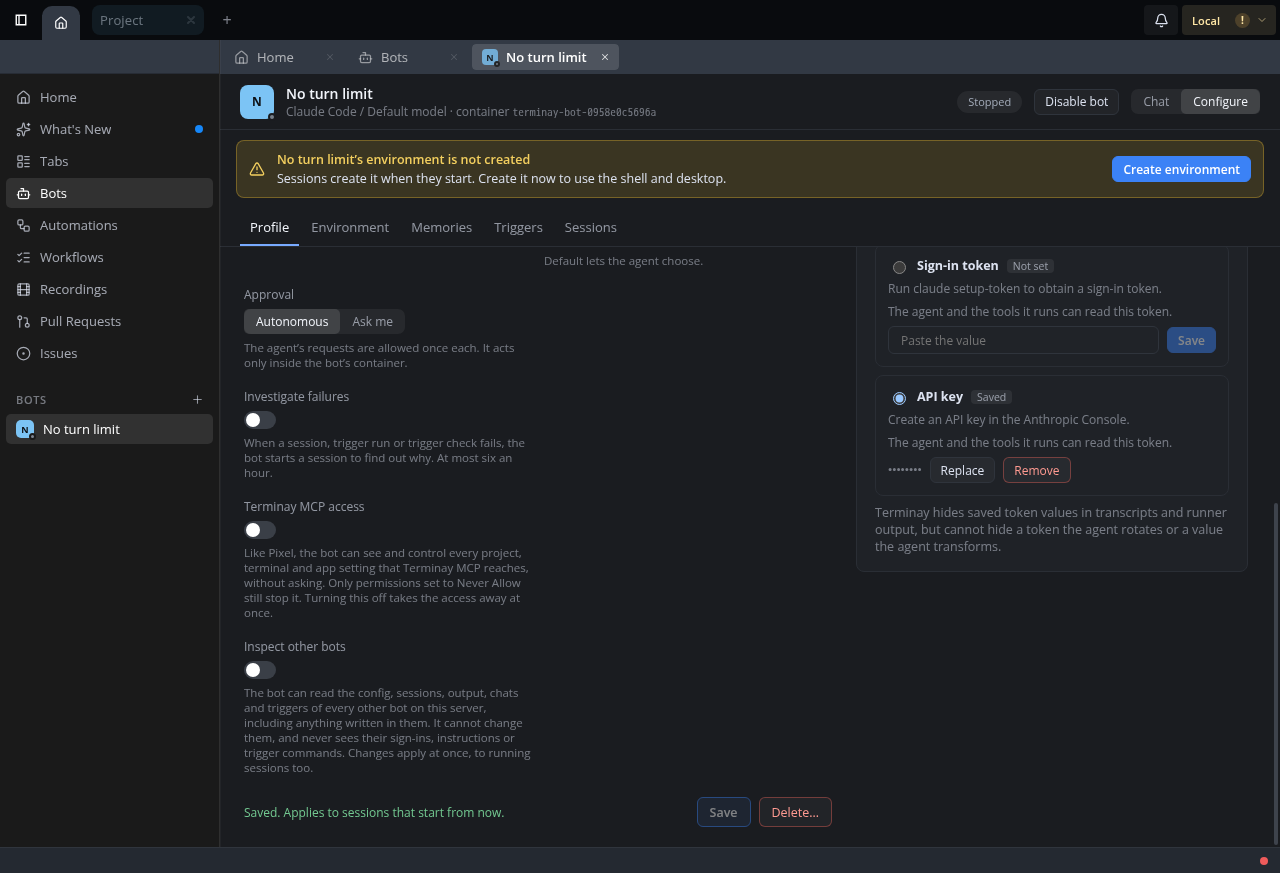 Project
Local
!
Home
Bots
N
No turn limit
N
No turn limit
Claude Code / Default model · container terminay-bot-0958e0c5696a
Stopped
Disable bot
Chat
Configure
Home
What's New
Tabs
Bots
Automations
Workflows
Recordings
Pull Requests
Issues
BOTS
N
No turn limit
No turn limit’s environment is not created
Sessions create it when they start. Create it now to use the shell and desktop.
Create environment
Profile
Environment
Memories
Triggers
Sessions
Default lets the agent choose.
Approval
Autonomous
Ask me
The agent’s requests are allowed once each. It acts
only inside the bot’s container.
Investigate failures
When a session, trigger run or trigger check fails, the
bot starts a session to find out why. At most six an
hour.
Terminay MCP access
Like Pixel, the bot can see and control every project,
terminal and app setting that Terminay MCP reaches,
without asking. Only permissions set to Never Allow
still stop it. Turning this off takes the access away at
once.
Inspect other bots
The bot can read the config, sessions, output, chats
and triggers of every other bot on this server,
including anything written in them. It cannot change
them, and never sees their sign-ins, instructions or
trigger commands. Changes apply at once, to running
sessions too.
Saved. Applies to sessions that start from now.
Save
Delete...
Sign-in token
Not set
Run claude setup-token to obtain a sign-in token.
The agent and the tools it runs can read this token.
Paste the value
Save
API key
Saved
Create an API key in the Anthropic Console.
The agent and the tools it runs can read this token.
••••••••
Replace
Remove
Terminay hides saved token values in transcripts and runner
output, but cannot hide a token the agent rotates or a value
the agent transforms.